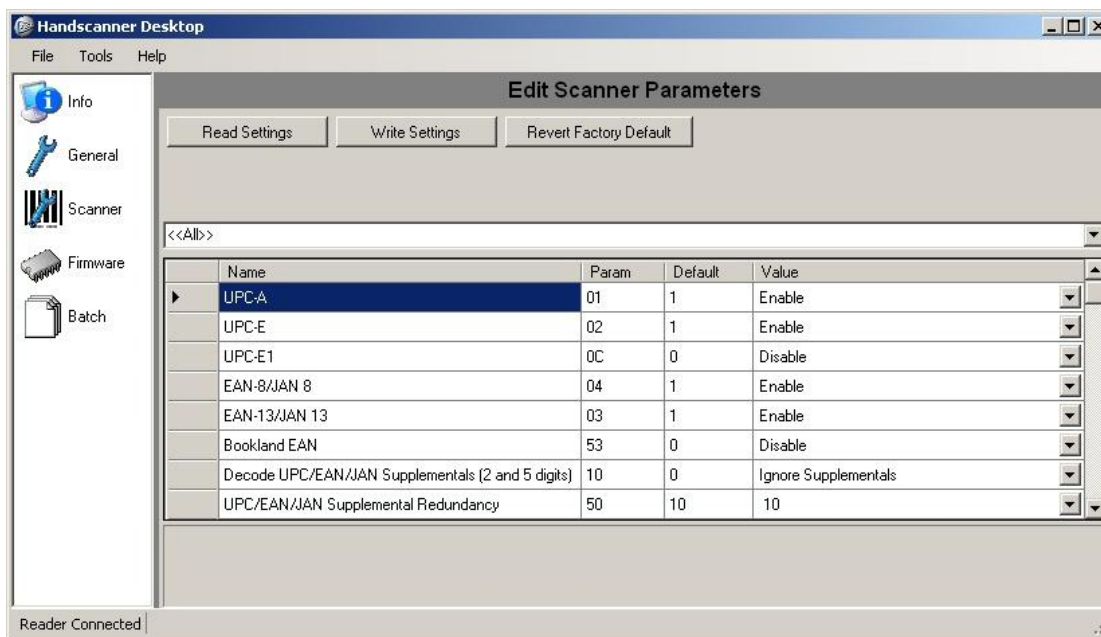 Handscanner Desktop
File Tools Help
Info
General
Scanner
Firmware
Batch
Edit Scanner Parameters
Read Settings Write Settings Revert Factory Default
<<All>>
Name Param Default Value
UPC-A 01 1 Enable
UPC-E 02 1 Enable
UPC-E1 0C 0 Disable
EAN-8/JAN 8 04 1 Enable
EAN-13/JAN 13 03 1 Enable
Bookland EAN 53 0 Disable
Decode UPC/EAN/JAN Supplementals (2 and 5 digits) 10 0 Ignore Supplementals
UPC/EAN/JAN Supplemental Redundancy 50 10 10
Reader Connected